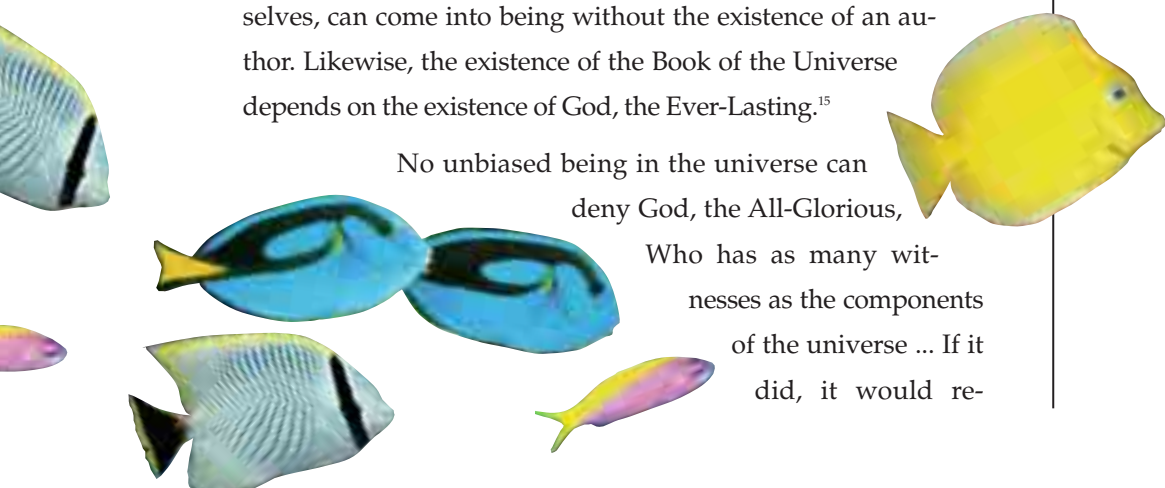 selves, can come into being without the existence of an au-
thor. Likewise, the existence of the Book of the Universe
depends on the existence of God, the Ever-Lasting.15
No unbiased being in the universe can
deny God, the All-Glorious,
Who has as many wit-
nesses as the components
of the universe ... If it
did, it would re-